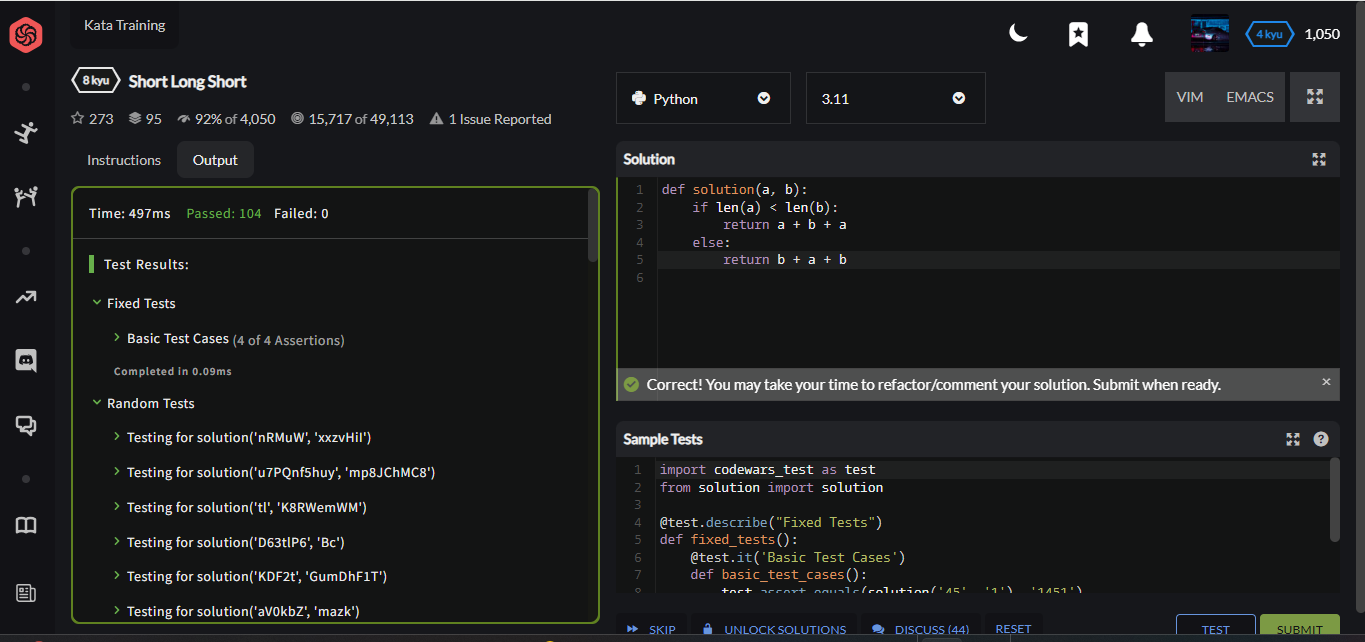 Kata Training
4 kyu 1,050
8 kyu Short Long Short
273 95 92% of 4,050 15,717 of 49,113 1 Issue Reported
Instructions Output
Time: 497ms Passed: 104 Failed: 0
Test Results:
Fixed Tests
Basic Test Cases (4 of 4 Assertions)
Completed in 0.09ms
Random Tests
Testing for solution('nRMuW', 'xxzvHiI')
Testing for solution('u7PQnf5huy', 'mp8JChMC8')
Testing for solution('tl', 'K8RWemWM')
Testing for solution('D63tlP6', 'Bc')
Testing for solution('KDF2t', 'GumDhF1T')
Testing for solution('aV0kbZ', 'mazk')
Python 3.11 VIM EMACS
Solution
1 def solution(a, b):
2     if len(a) < len(b):
3         return a + b + a
4     else:
5         return b + a + b
6
Correct! You may take your time to refactor/comment your solution. Submit when ready. ×
Sample Tests ?
1 import codewars_test as test
2 from solution import solution
3
4 @test.describe("Fixed Tests")
5 def fixed_tests():
6     @test.it('Basic Test Cases')
7     def basic_test_cases():
8         test.assert_equals(solution('45', '1'), '1451')
SKIP UNLOCK SOLUTIONS DISCUSS (44) RESET TEST SUBMIT